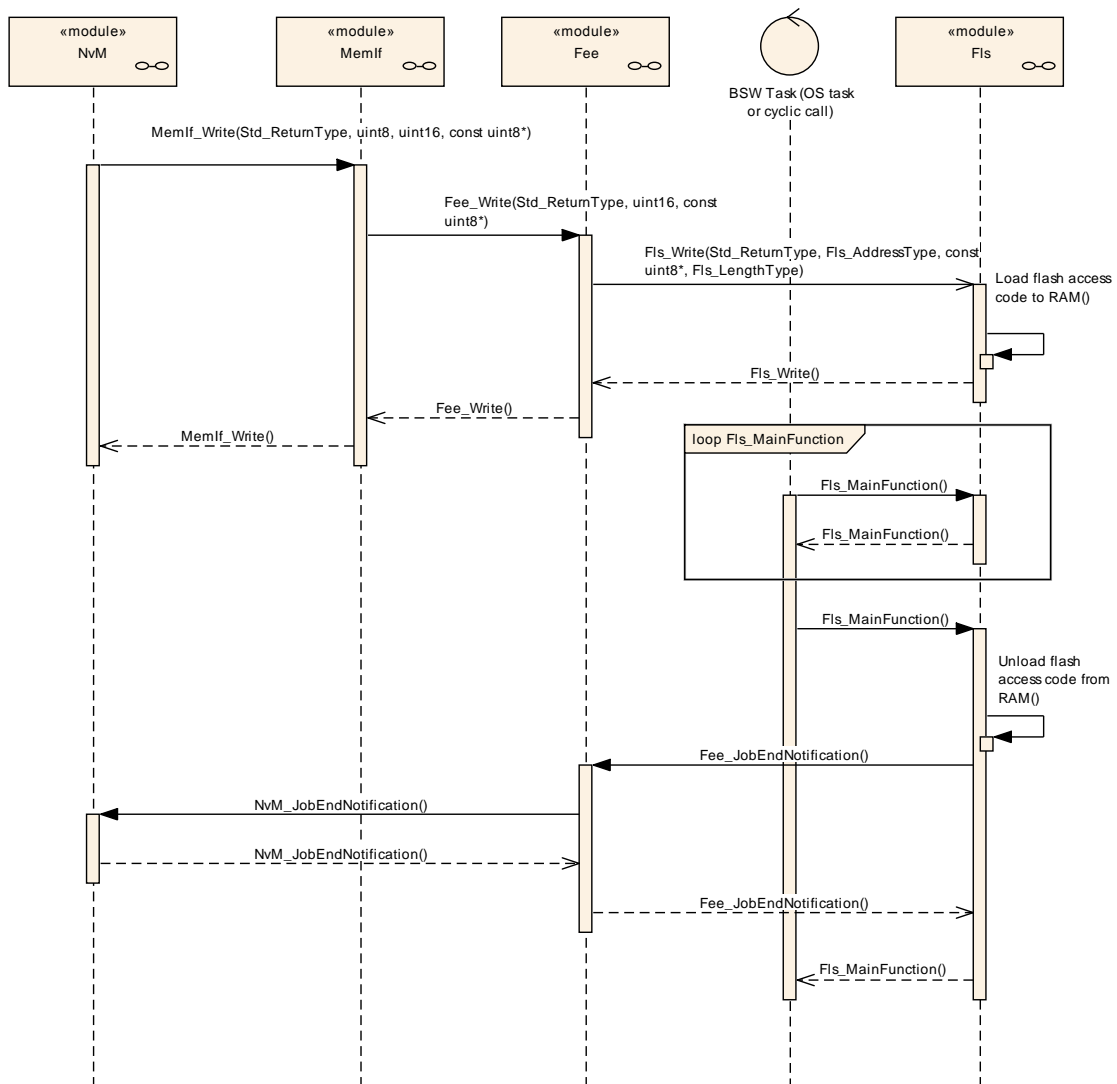 «module»
NvM
«module»
MemIf
«module»
Fee
«module»
Fls
BSW Task (OS task
or cyclic call)
MemIf_Write(Std_ReturnType, uint8, uint16, const uint8*)
Fee_Write(Std_ReturnType, uint16, const
uint8*)
Fls_Write(Std_ReturnType, Fls_AddressType, const
uint8*, Fls_LengthType)
Load flash access
code to RAM()
Fls_Write()
Fee_Write()
MemIf_Write()
loop Fls_MainFunction
Fls_MainFunction()
Fls_MainFunction()
Fls_MainFunction()
Unload flash
access code from
RAM()
Fee_JobEndNotification()
NvM_JobEndNotification()
NvM_JobEndNotification()
Fee_JobEndNotification()
Fls_MainFunction()